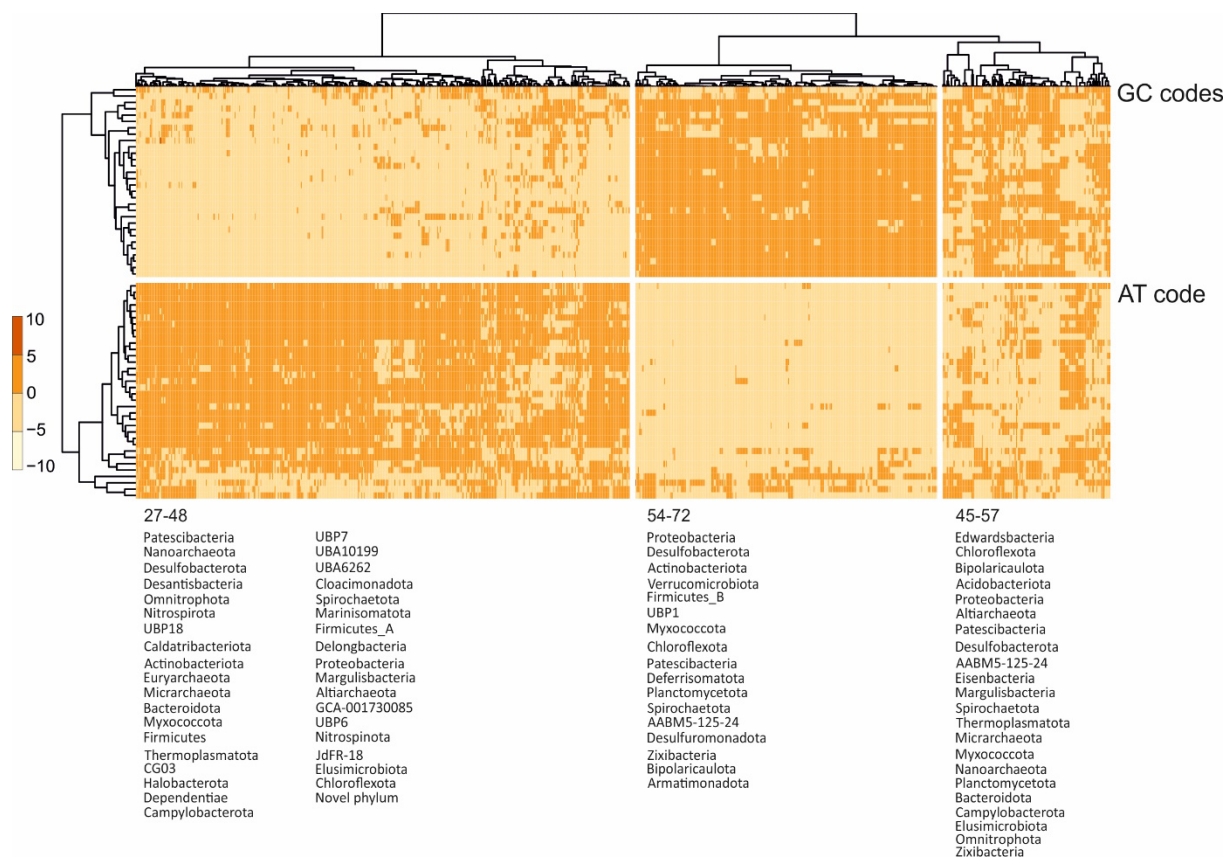 GC codes
AT code
10
5
0
−5
−10
27-48
Patescibacteria
Nanoarchaeota
Desulfobacterota
Desantisbacteria
Omnitrophota
Nitrospirota
UBP18
Caldatribacteriota
Actinobacteriota
Euryarchaeota
Micrarchaeota
Bacteroidota
Myxococcota
Firmicutes
Thermoplasmatota
CG03
Halobacterota
Dependentiae
Campylobacterota
UBP7
UBA10199
UBA6262
Cloacimonadota
Spirochaetota
Marinisomatota
Firmicutes_A
Delongbacteria
Proteobacteria
Margulisbacteria
Altiarchaeota
GCA-001730085
UBP6
Nitrospinota
JdFR-18
Elusimicrobiota
Chloroflexota
Novel phylum
54-72
Proteobacteria
Desulfobacterota
Actinobacteriota
Verrucomicrobiota
Firmicutes_B
UBP1
Myxococcota
Chloroflexota
Patescibacteria
Deferrisomatota
Planctomycetota
Spirochaetota
AABM5-125-24
Desulfuromonadota
Zixibacteria
Bipolaricaulota
Armatimonadota
45-57
Edwardsbacteria
Chloroflexota
Bipolaricaulota
Acidobacteriota
Proteobacteria
Altiarchaeota
Patescibacteria
Desulfobacterota
AABM5-125-24
Eisenbacteria
Margulisbacteria
Spirochaetota
Thermoplasmatota
Micrarchaeota
Myxococcota
Nanoarchaeota
Planctomycetota
Bacteroidota
Campylobacterota
Elusimicrobiota
Omnitrophota
Zixibacteria